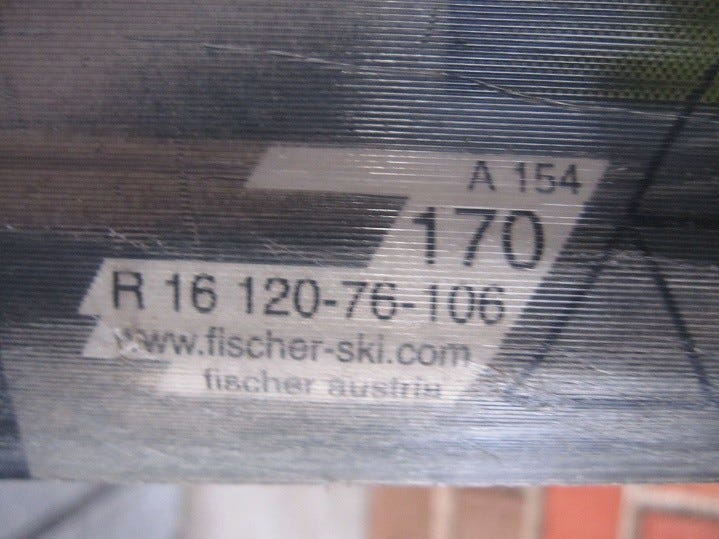 A 154
170
R 16 120-76-106
www.fischer-ski.com
fischer austria